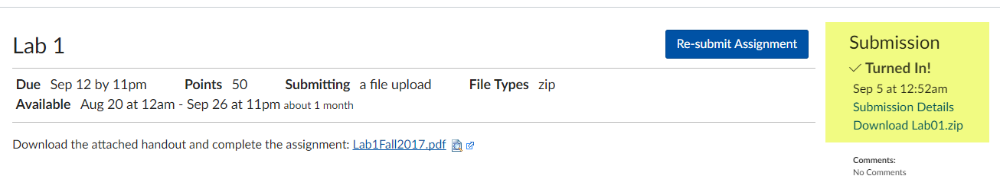 Lab 1
Re-submit Assignment
Due Sep 12 by 11pm Points 50 Submitting a file upload File Types zip
Available Aug 20 at 12am - Sep 26 at 11pm about 1 month
Download the attached handout and complete the assignment: Lab1Fall2017.pdf
Submission
Turned In!
Sep 5 at 12:52am
Submission Details
Download Lab01.zip
Comments:
No Comments